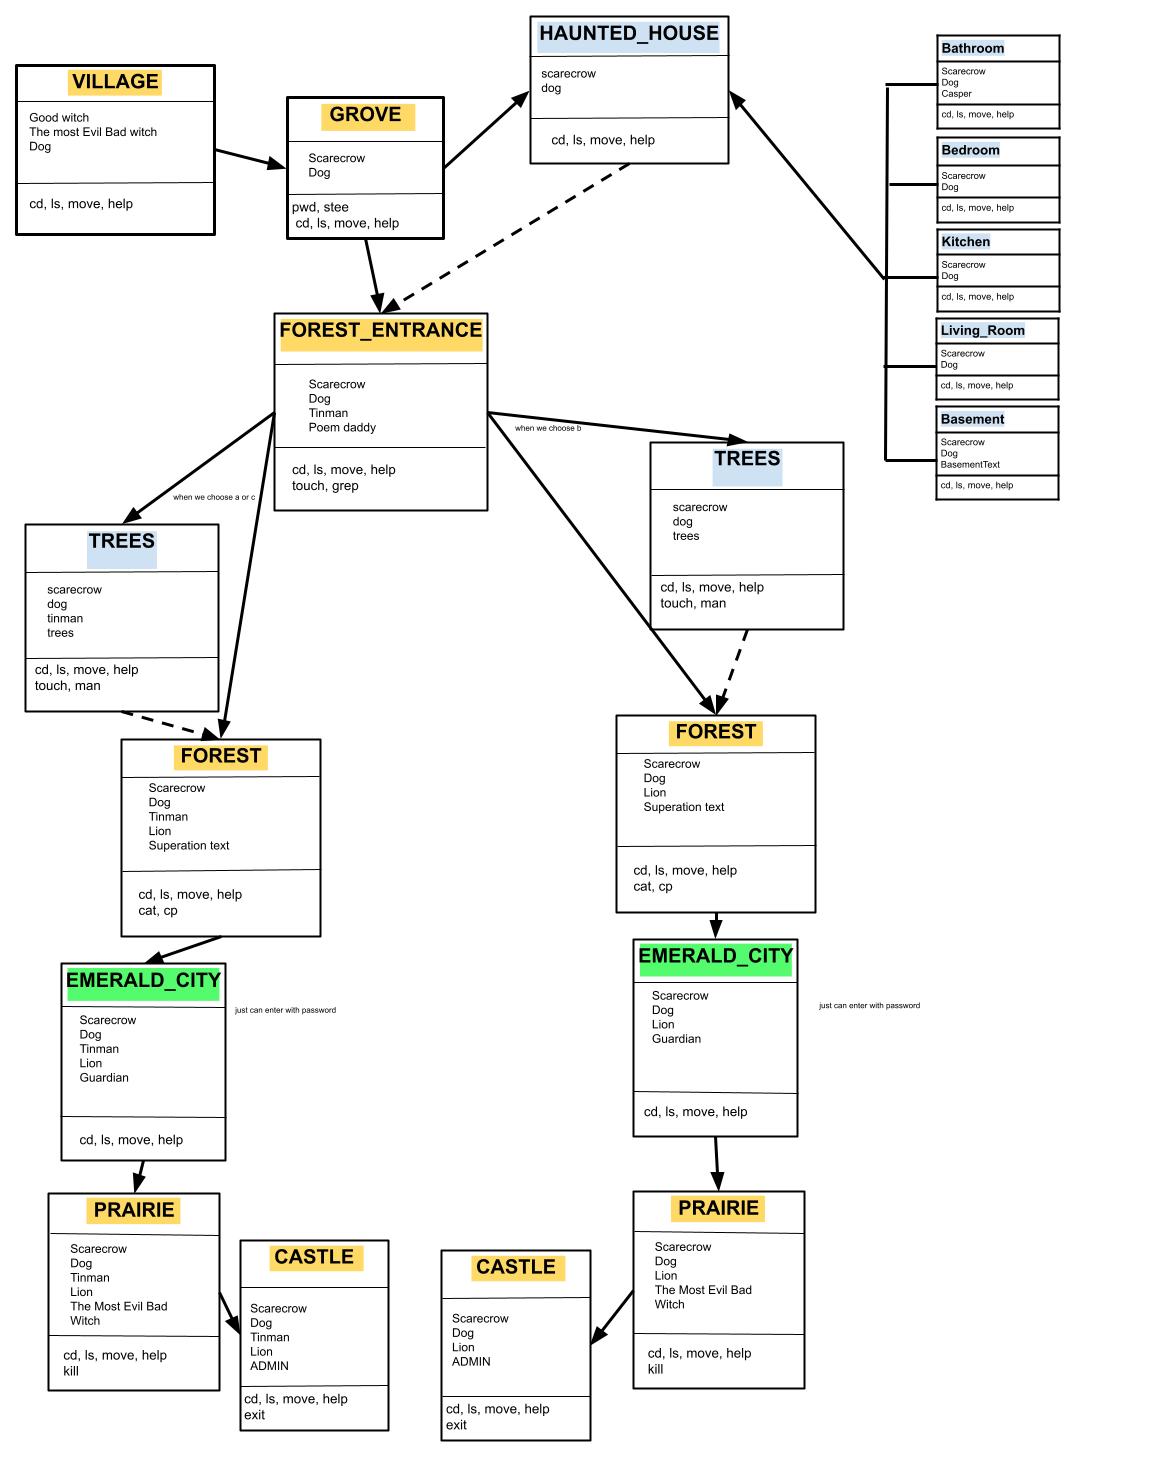 HAUNTED_HOUSE
scarecrow
dog
cd, ls, move, help
VILLAGE
Good witch
The most Evil Bad witch
Dog
cd, ls, move, help
GROVE
Scarecrow
Dog
pwd, stee
cd, ls, move, help
Bathroom
Scarecrow
Dog
Casper
cd, ls, move, help
Bedroom
Scarecrow
Dog
cd, ls, move, help
Kitchen
Scarecrow
Dog
cd, ls, move, help
Living_Room
Scarecrow
Dog
cd, ls, move, help
Basement
Scarecrow
Dog
BasementText
cd, ls, move, help
FOREST_ENTRANCE
Scarecrow
Dog
Tinman
Poem daddy
cd, ls, move, help
touch, grep
when we choose a or c
when we choose b
TREES
scarecrow
dog
tinman
trees
cd, ls, move, help
touch, man
TREES
scarecrow
dog
trees
cd, ls, move, help
touch, man
FOREST
Scarecrow
Dog
Tinman
Lion
Superation text
cd, ls, move, help
cat, cp
FOREST
Scarecrow
Dog
Lion
Superation text
cd, ls, move, help
cat, cp
EMERALD_CITY
Scarecrow
Dog
Tinman
Lion
Guardian
cd, ls, move, help
just can enter with password
EMERALD_CITY
Scarecrow
Dog
Lion
Guardian
cd, ls, move, help
just can enter with password
PRAIRIE
Scarecrow
Dog
Tinman
Lion
The Most Evil Bad
Witch
cd, ls, move, help
kill
CASTLE
Scarecrow
Dog
Tinman
Lion
ADMIN
cd, ls, move, help
exit
CASTLE
Scarecrow
Dog
Lion
ADMIN
cd, ls, move, help
exit
PRAIRIE
Scarecrow
Dog
Lion
The Most Evil Bad
Witch
cd, ls, move, help
kill